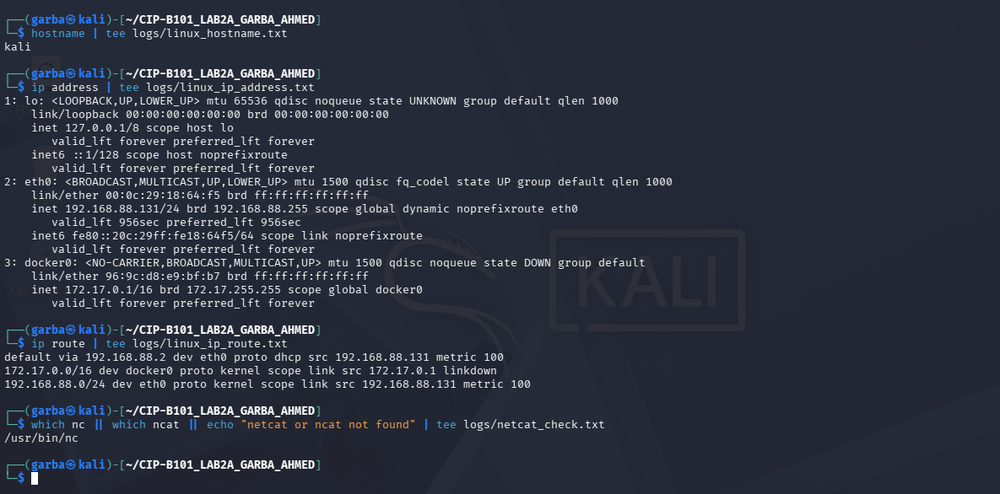 ┌──(garba㉿kali)-[~/CIP-B101_LAB2A_GARBA_AHMED]
└─$ hostname | tee logs/linux_hostname.txt
kali
┌──(garba㉿kali)-[~/CIP-B101_LAB2A_GARBA_AHMED]
└─$ ip address | tee logs/linux_ip_address.txt
1: lo: <LOOPBACK,UP,LOWER_UP> mtu 65536 qdisc noqueue state UNKNOWN group default qlen 1000
    link/loopback 00:00:00:00:00:00 brd 00:00:00:00:00:00
    inet 127.0.0.1/8 scope host lo
       valid_lft forever preferred_lft forever
    inet6 ::1/128 scope host noprefixroute
       valid_lft forever preferred_lft forever
2: eth0: <BROADCAST,MULTICAST,UP,LOWER_UP> mtu 1500 qdisc fq_codel state UP group default qlen 1000
    link/ether 00:0c:29:18:64:f5 brd ff:ff:ff:ff:ff:ff
    inet 192.168.88.131/24 brd 192.168.88.255 scope global dynamic noprefixroute eth0
       valid_lft 956sec preferred_lft 956sec
    inet6 fe80::20c:29ff:fe18:64f5/64 scope link noprefixroute
       valid_lft forever preferred_lft forever
3: docker0: <NO-CARRIER,BROADCAST,MULTICAST,UP> mtu 1500 qdisc noqueue state DOWN group default
    link/ether 96:9c:d8:e9:bf:b7 brd ff:ff:ff:ff:ff:ff
    inet 172.17.0.1/16 brd 172.17.255.255 scope global docker0
       valid_lft forever preferred_lft forever
┌──(garba㉿kali)-[~/CIP-B101_LAB2A_GARBA_AHMED]
└─$ ip route | tee logs/linux_ip_route.txt
default via 192.168.88.2 dev eth0 proto dhcp src 192.168.88.131 metric 100
172.17.0.0/16 dev docker0 proto kernel scope link src 172.17.0.1 linkdown
192.168.88.0/24 dev eth0 proto kernel scope link src 192.168.88.131 metric 100
┌──(garba㉿kali)-[~/CIP-B101_LAB2A_GARBA_AHMED]
└─$ which nc || which ncat || echo "netcat or ncat not found" | tee logs/netcat_check.txt
/usr/bin/nc
┌──(garba㉿kali)-[~/CIP-B101_LAB2A_GARBA_AHMED]
└─$
KALI